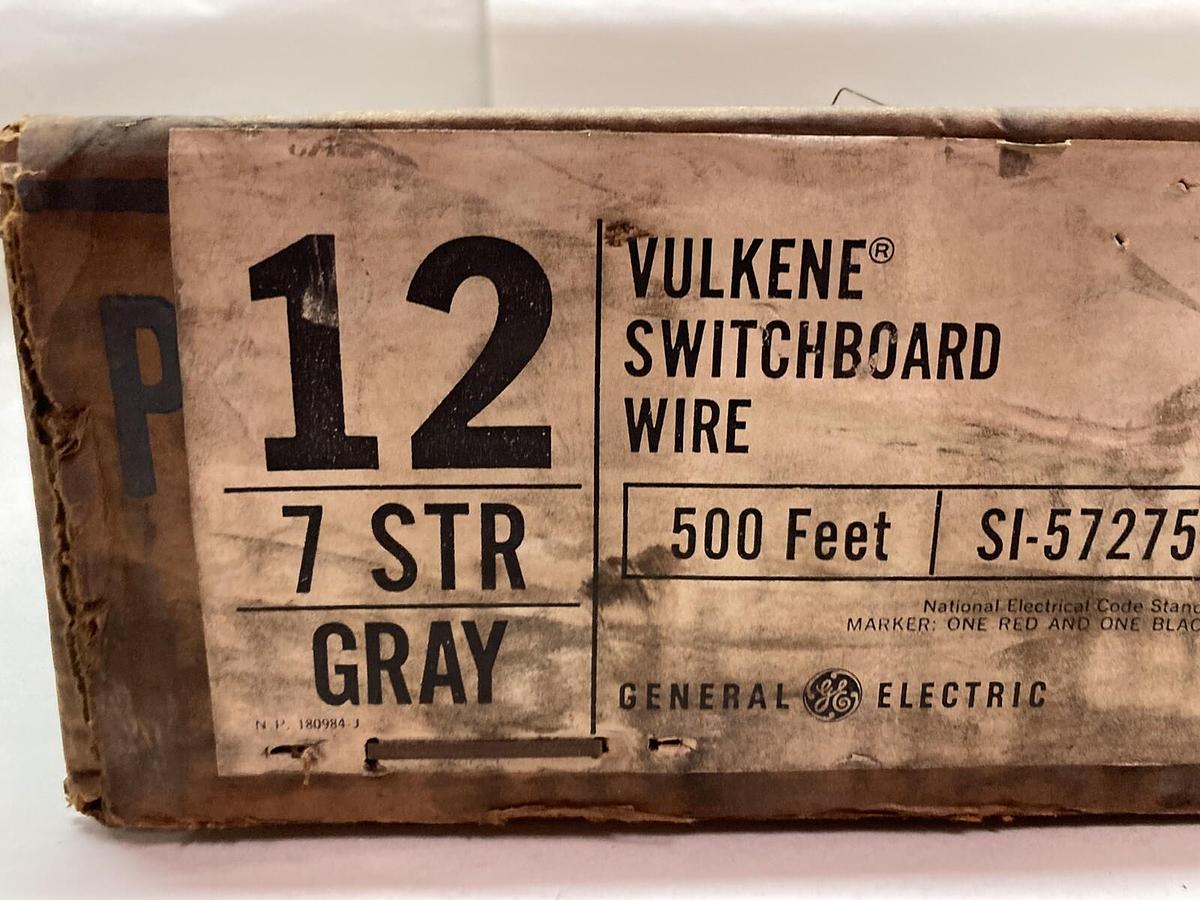 P
12
7 STR
GRAY
N. P. 180984-J
VULKENE®
SWITCHBOARD
WIRE
500 Feet | SI-57275
National Electrical Code
MARKER: ONE RED AND ONE
GENERAL GE ELECTRIC